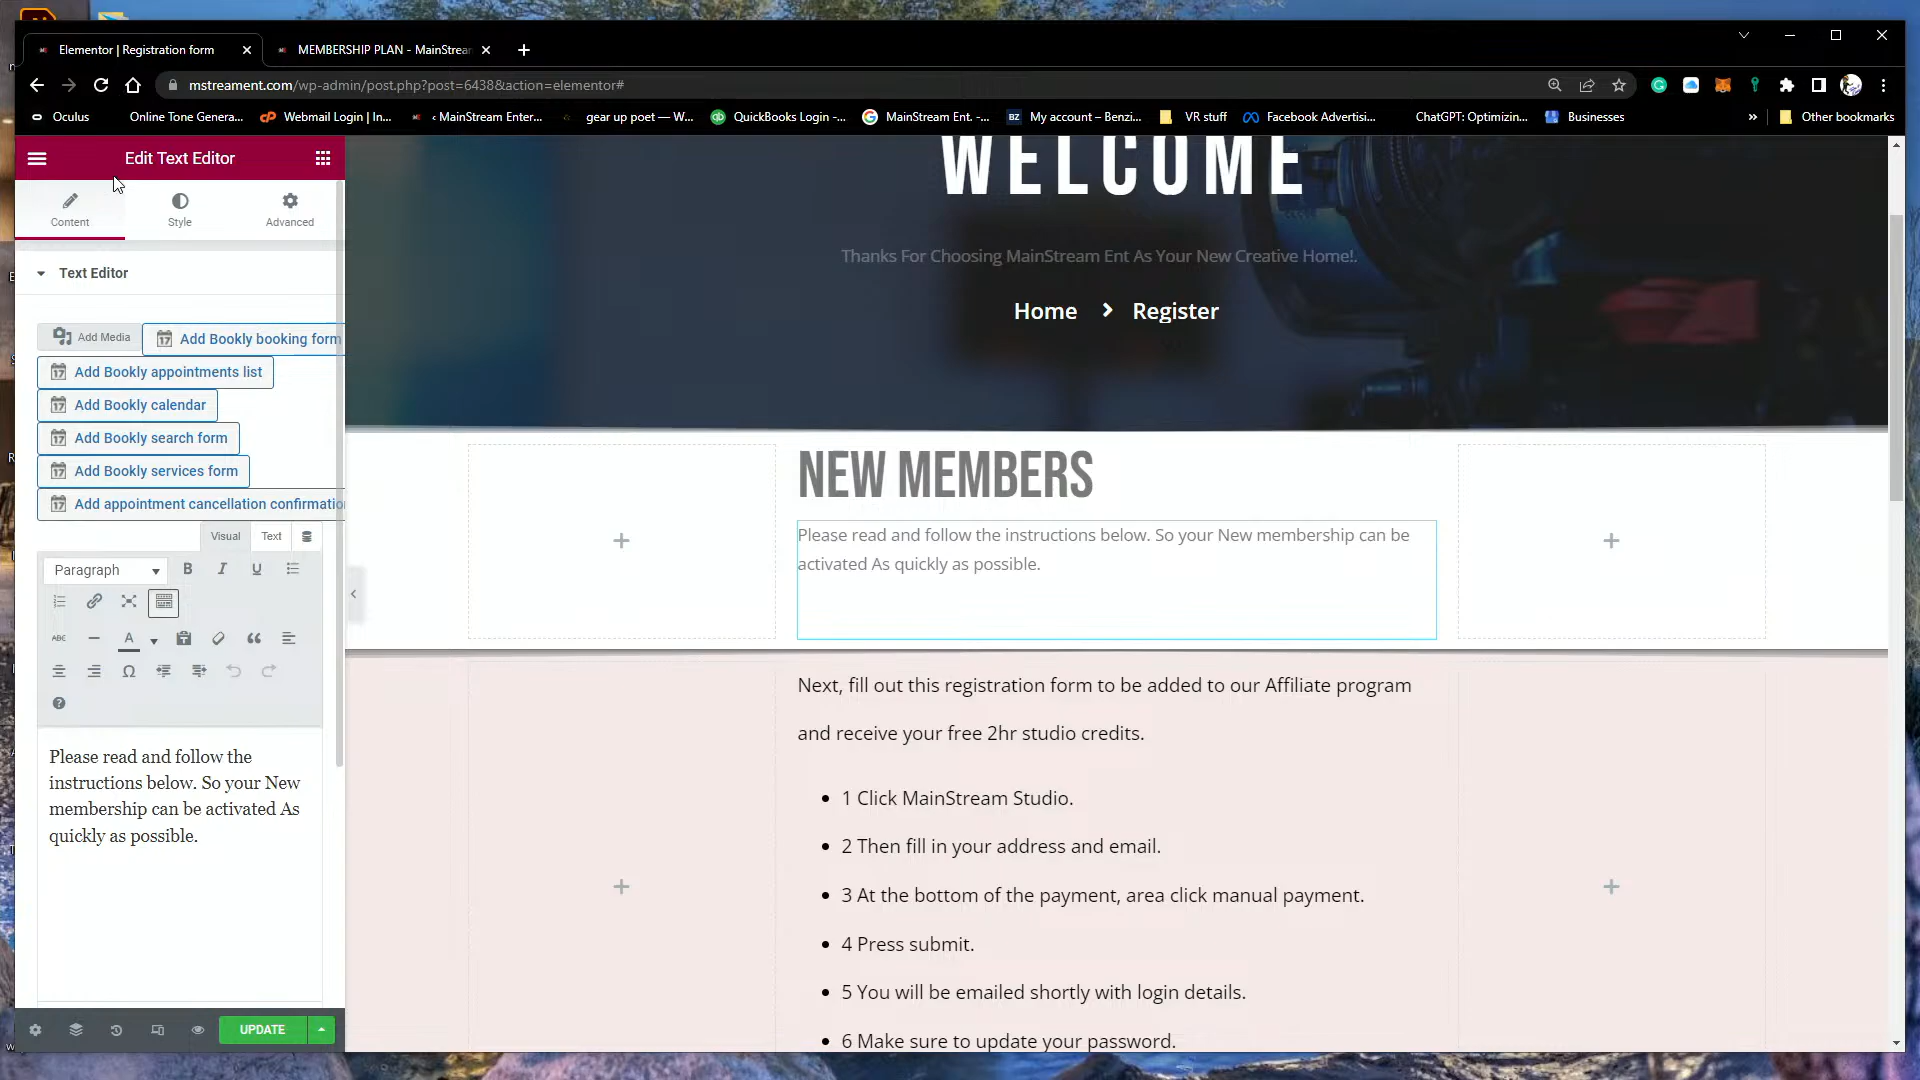 Elementor | Registration form
MEMBERSHIP PLAN - MainStrea
mstreament.com/wp-admin/post.php?post=6438&action=elementor#
Oculus
Online Tone Genera...
Webmail Login | In...
‹ MainStream Enter...
gear up poet — W...
QuickBooks Login -...
MainStream Ent. -...
BZ
My account – Benzi...
VR stuff
Facebook Advertisi...
ChatGPT: Optimizin...
Businesses
»
Other bookmarks
Edit Text Editor
Content
Style
Advanced
Text Editor
Add Media
17 Add Bookly booking form
17 Add Bookly appointments list
17 Add Bookly calendar
17 Add Bookly search form
17 Add Bookly services form
17 Add appointment cancellation confirmatio
Visual
Text
Paragraph
B
I
U
ABC
A
Ω
Please read and follow the
instructions below. So your New
membership can be activated As
quickly as possible.
UPDATE
WELCOME
Thanks For Choosing MainStream Ent As Your New Creative Home!.
Home
Register
NEW MEMBERS
Please read and follow the instructions below. So your New membership can be
activated As quickly as possible.
Next, fill out this registration form to be added to our Affiliate program
and receive your free 2hr studio credits.
• 1 Click MainStream Studio.
• 2 Then fill in your address and email.
• 3 At the bottom of the payment, area click manual payment.
• 4 Press submit.
• 5 You will be emailed shortly with login details.
• 6 Make sure to update your password.